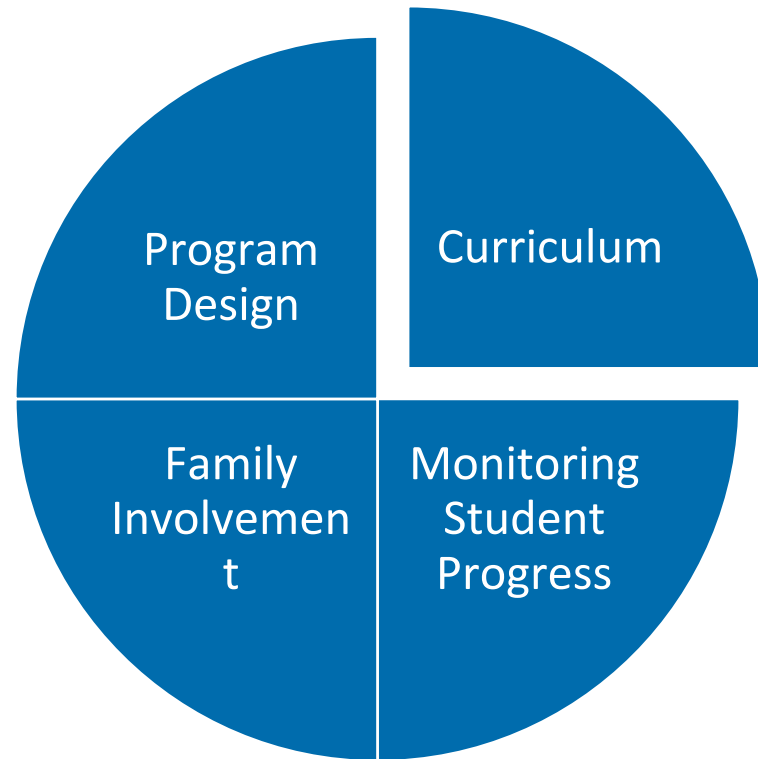 Program
Design
Curriculum
Family
Involvemen
t
Monitoring
Student
Progress